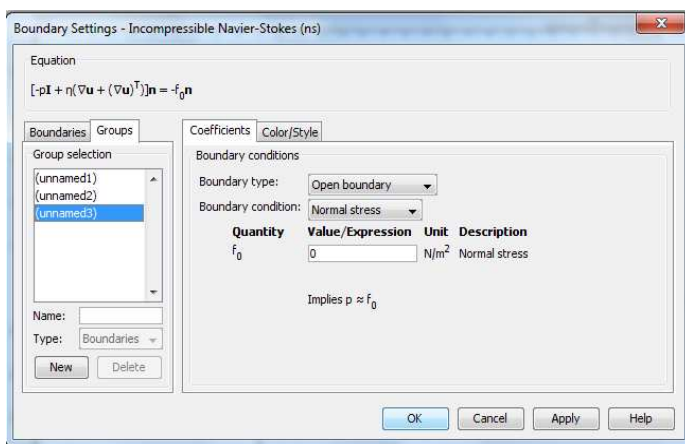 Boundary Settings - Incompressible Navier-Stokes (ns)
Equation
[-pI + η(∇u + (∇u)ᵀ)]n = -f₀n
Boundaries Groups
Group selection
(unnamed1)
(unnamed2)
(unnamed3)
Name:
Type: Boundaries
New Delete
Coefficients Color/Style
Boundary conditions
Boundary type: Open boundary
Boundary condition: Normal stress
Quantity Value/Expression Unit Description
f₀ 0 N/m² Normal stress
Implies p ≈ f₀
OK Cancel Apply Help